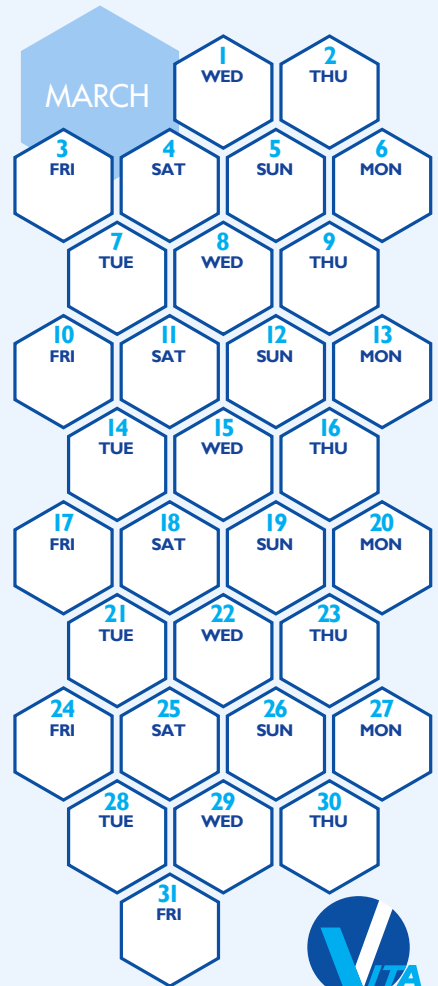 MARCH
1 2
WED THU
3 4 5 6
FRI SAT SUN MON
7 8 9
TUE WED THU
10 11 12 13
FRI SAT SUN MON
14 15 16
TUE WED THU
17 18 19 20
FRI SAT SUN MON
21 22 23
TUE WED THU
24 25 26 27
FRI SAT SUN MON
28 29 30
TUE WED THU
31
FRI
VITA